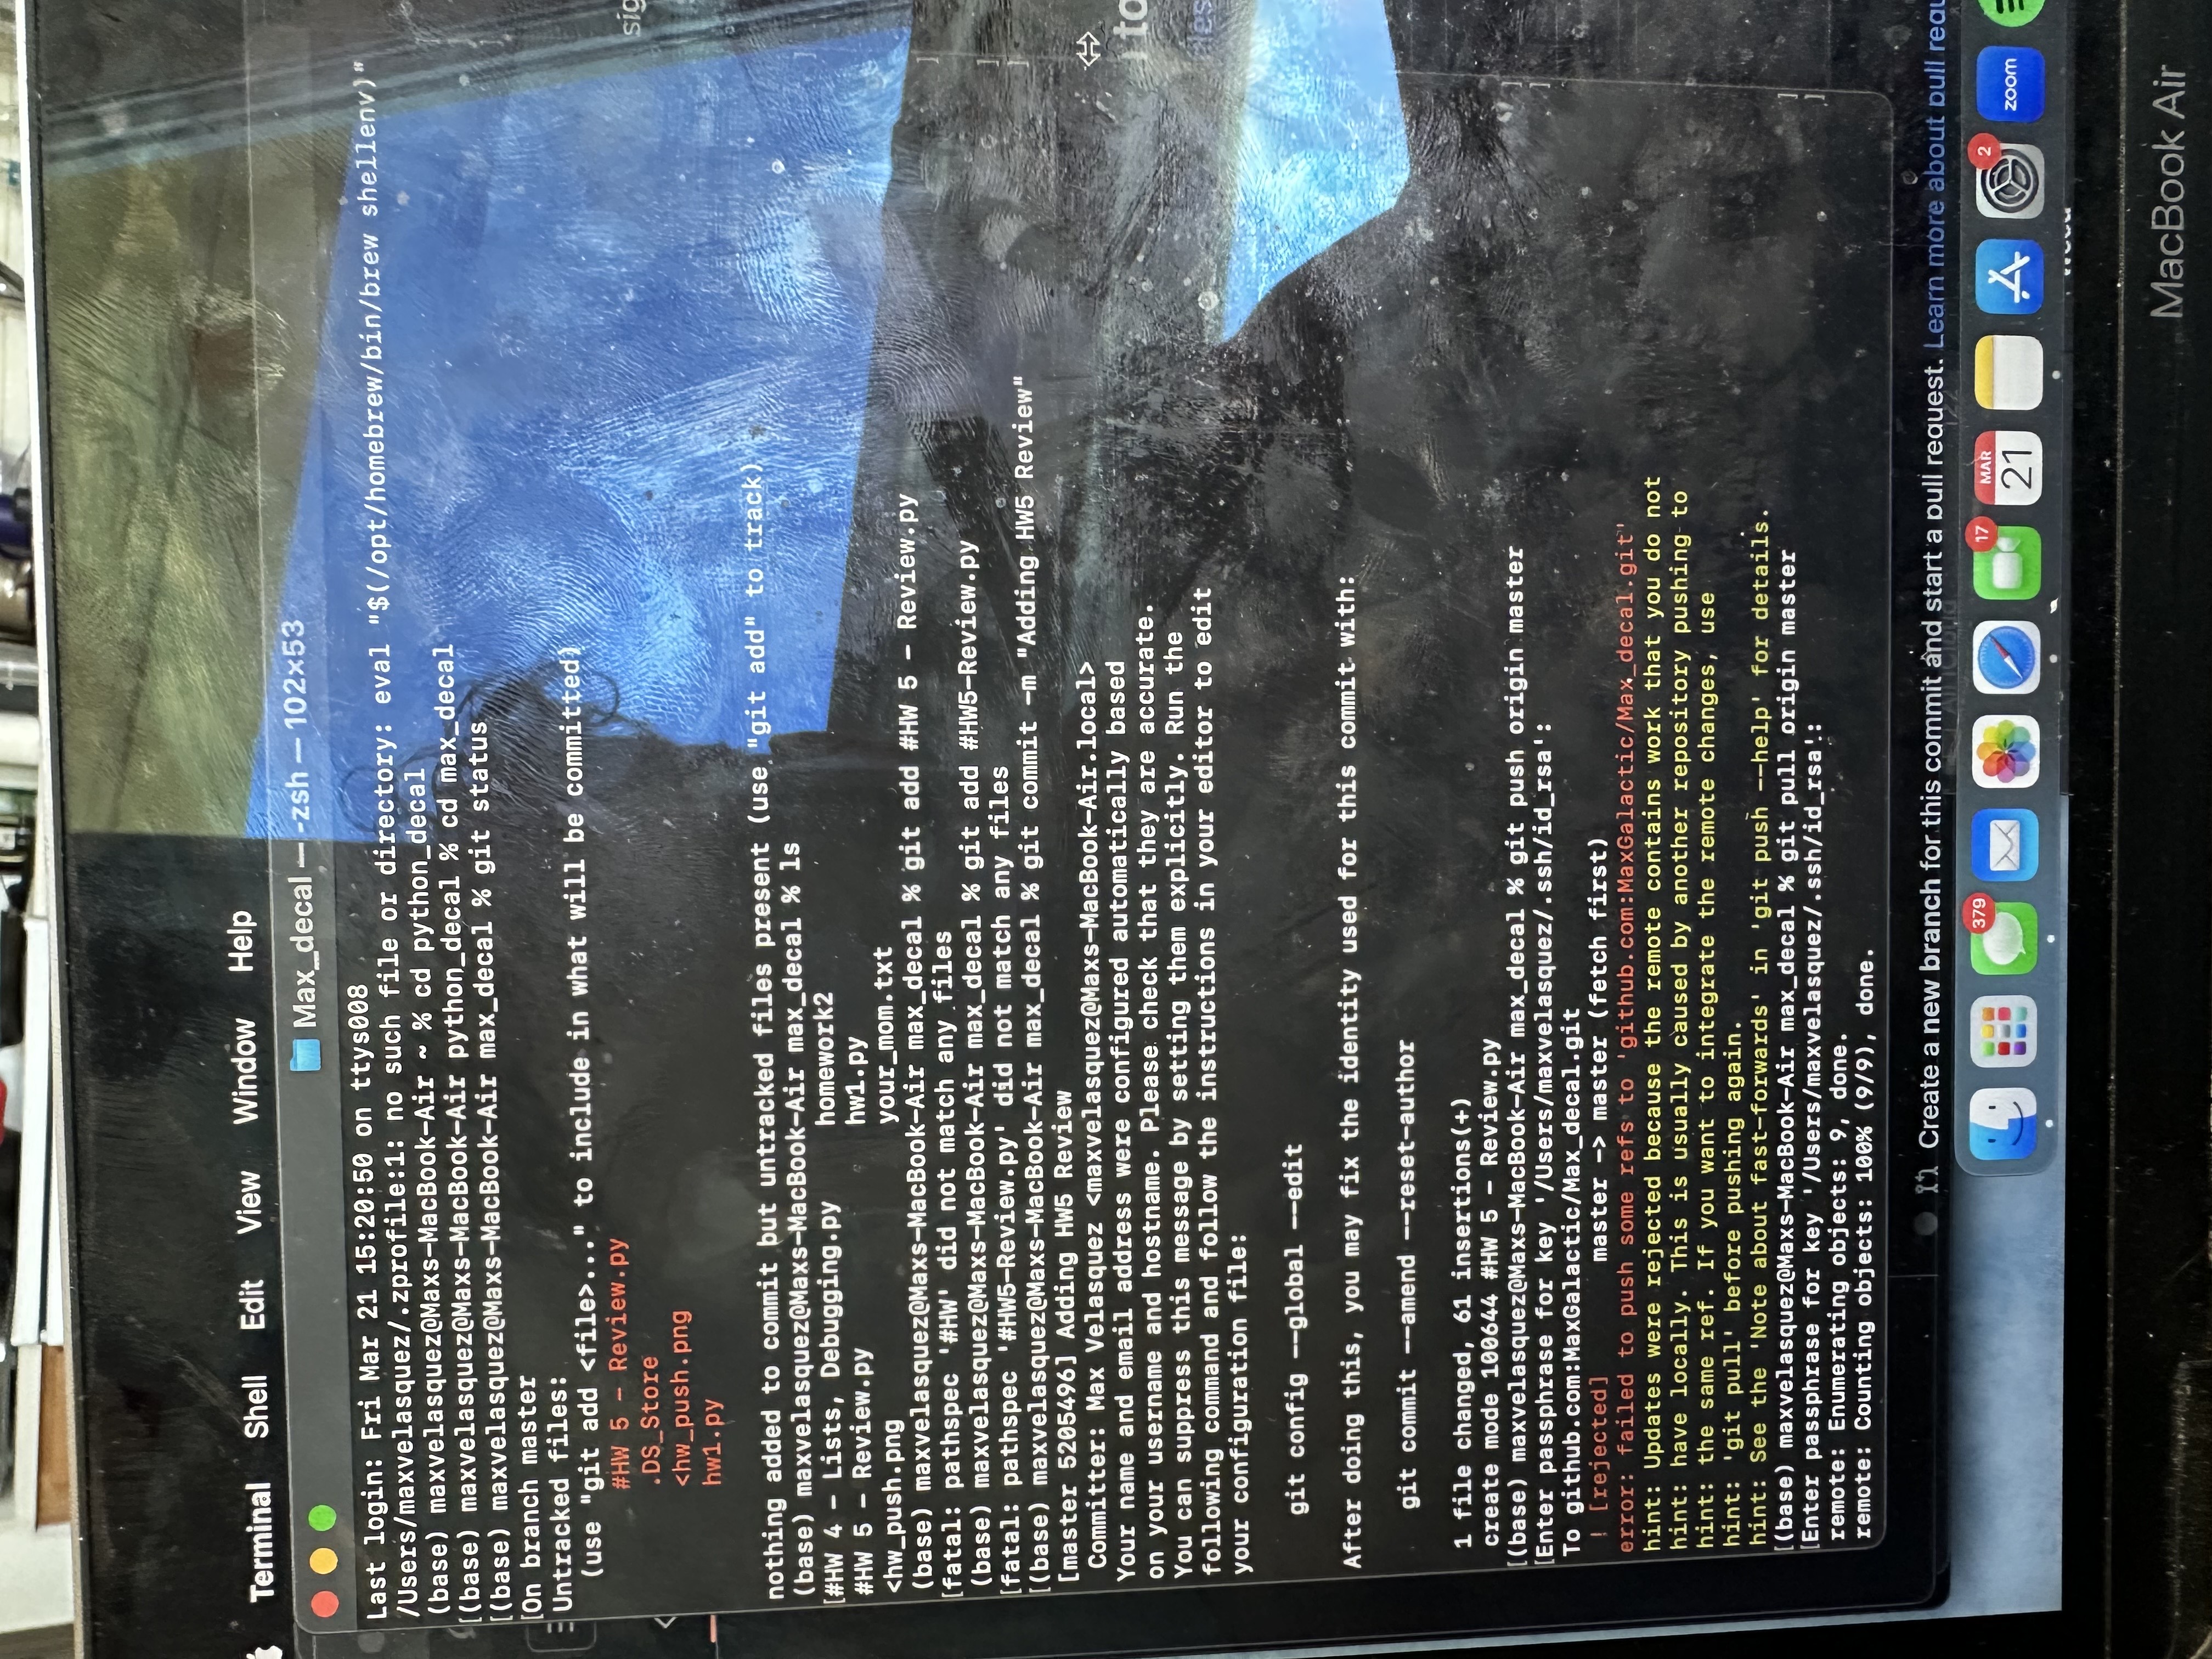 Terminal Shell Edit View Window Help
Max_decal — -zsh — 102×53
Last login: Fri Mar 21 15:20:50 on ttys008
/Users/maxvelasquez/.zprofile:1: no such file or directory: eval "$(/opt/homebrew/bin/brew shellenv)"
(base) maxvelasquez@Maxs-MacBook-Air ~ % cd python_decal
[(base) maxvelasquez@Maxs-MacBook-Air python_decal % cd max_decal
[(base) maxvelasquez@Maxs-MacBook-Air max_decal % git status
[On branch master
Untracked files:
(use "git add <file>..." to include in what will be committed)
#HW 5 - Review.py
.DS_Store
<hw_push.png
hw1.py
nothing added to commit but untracked files present (use "git add" to track)
(base) maxvelasquez@Maxs-MacBook-Air max_decal % ls
[#HW 4 - Lists, Debugging.py homework2
#HW 5 - Review.py hw1.py
<hw_push.png your_mom.txt
(base) maxvelasquez@Maxs-MacBook-Air max_decal % git add #HW 5 - Review.py
[fatal: pathspec '#HW' did not match any files
(base) maxvelasquez@Maxs-MacBook-Air max_decal % git add #HW5-Review.py
[fatal: pathspec '#HW5-Review.py' did not match any files
[(base) maxvelasquez@Maxs-MacBook-Air max_decal % git commit -m "Adding HW5 Review"
[master 5205496] Adding HW5 Review
Committer: Max Velasquez <maxvelasquez@Maxs-MacBook-Air.local>
Your name and email address were configured automatically based
on your username and hostname. Please check that they are accurate.
You can suppress this message by setting them explicitly. Run the
following command and follow the instructions in your editor to edit
your configuration file:
git config --global --edit
After doing this, you may fix the identity used for this commit with:
git commit --amend --reset-author
1 file changed, 61 insertions(+)
create mode 100644 #HW 5 - Review.py
[(base) maxvelasquez@Maxs-MacBook-Air max_decal % git push origin master
[Enter passphrase for key '/Users/maxvelasquez/.ssh/id_rsa':
To github.com:MaxGalactic/Max_decal.git
! [rejected] master -> master (fetch first)
error: failed to push some refs to 'github.com:MaxGalactic/Max_decal.git'
hint: Updates were rejected because the remote contains work that you do not
hint: have locally. This is usually caused by another repository pushing to
hint: the same ref. If you want to integrate the remote changes, use
hint: 'git pull' before pushing again.
hint: See the 'Note about fast-forwards' in 'git push --help' for details.
[(base) maxvelasquez@Maxs-MacBook-Air max_decal % git pull origin master
[Enter passphrase for key '/Users/maxvelasquez/.ssh/id_rsa':
remote: Enumerating objects: 9, done.
remote: Counting objects: 100% (9/9), done.
sig
to
Create a new branch for this commit and start a pull request. Learn more about pull requ
379
17
MAR
21
2
zoom
MacBook Air